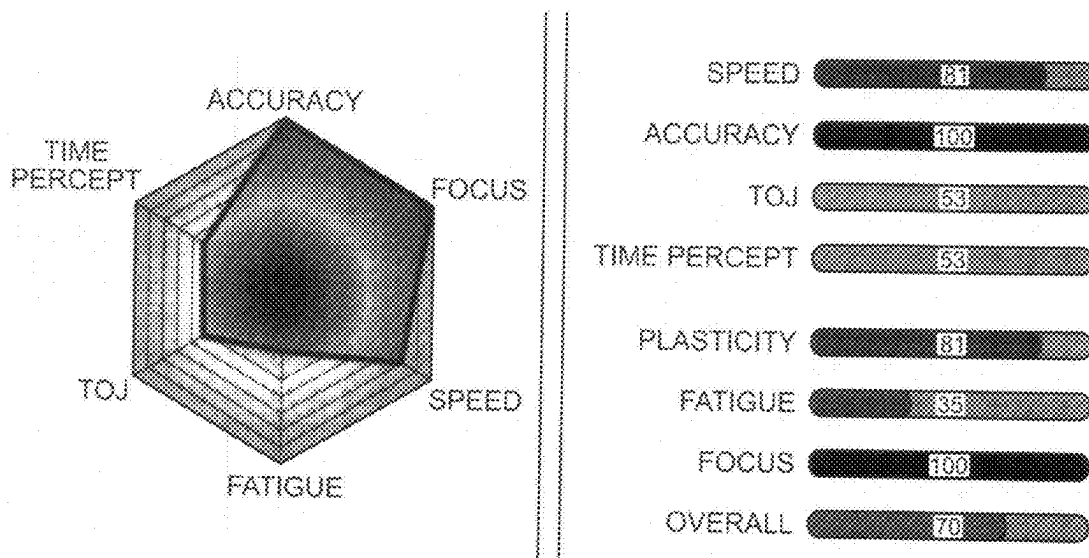 ACCURACY
TIME
PERCEPT
FOCUS
TOJ
SPEED
FATIGUE
SPEED 81
ACCURACY 100
TOJ 53
TIME PERCEPT 53
PLASTICITY 81
FATIGUE 35
FOCUS 100
OVERALL 70